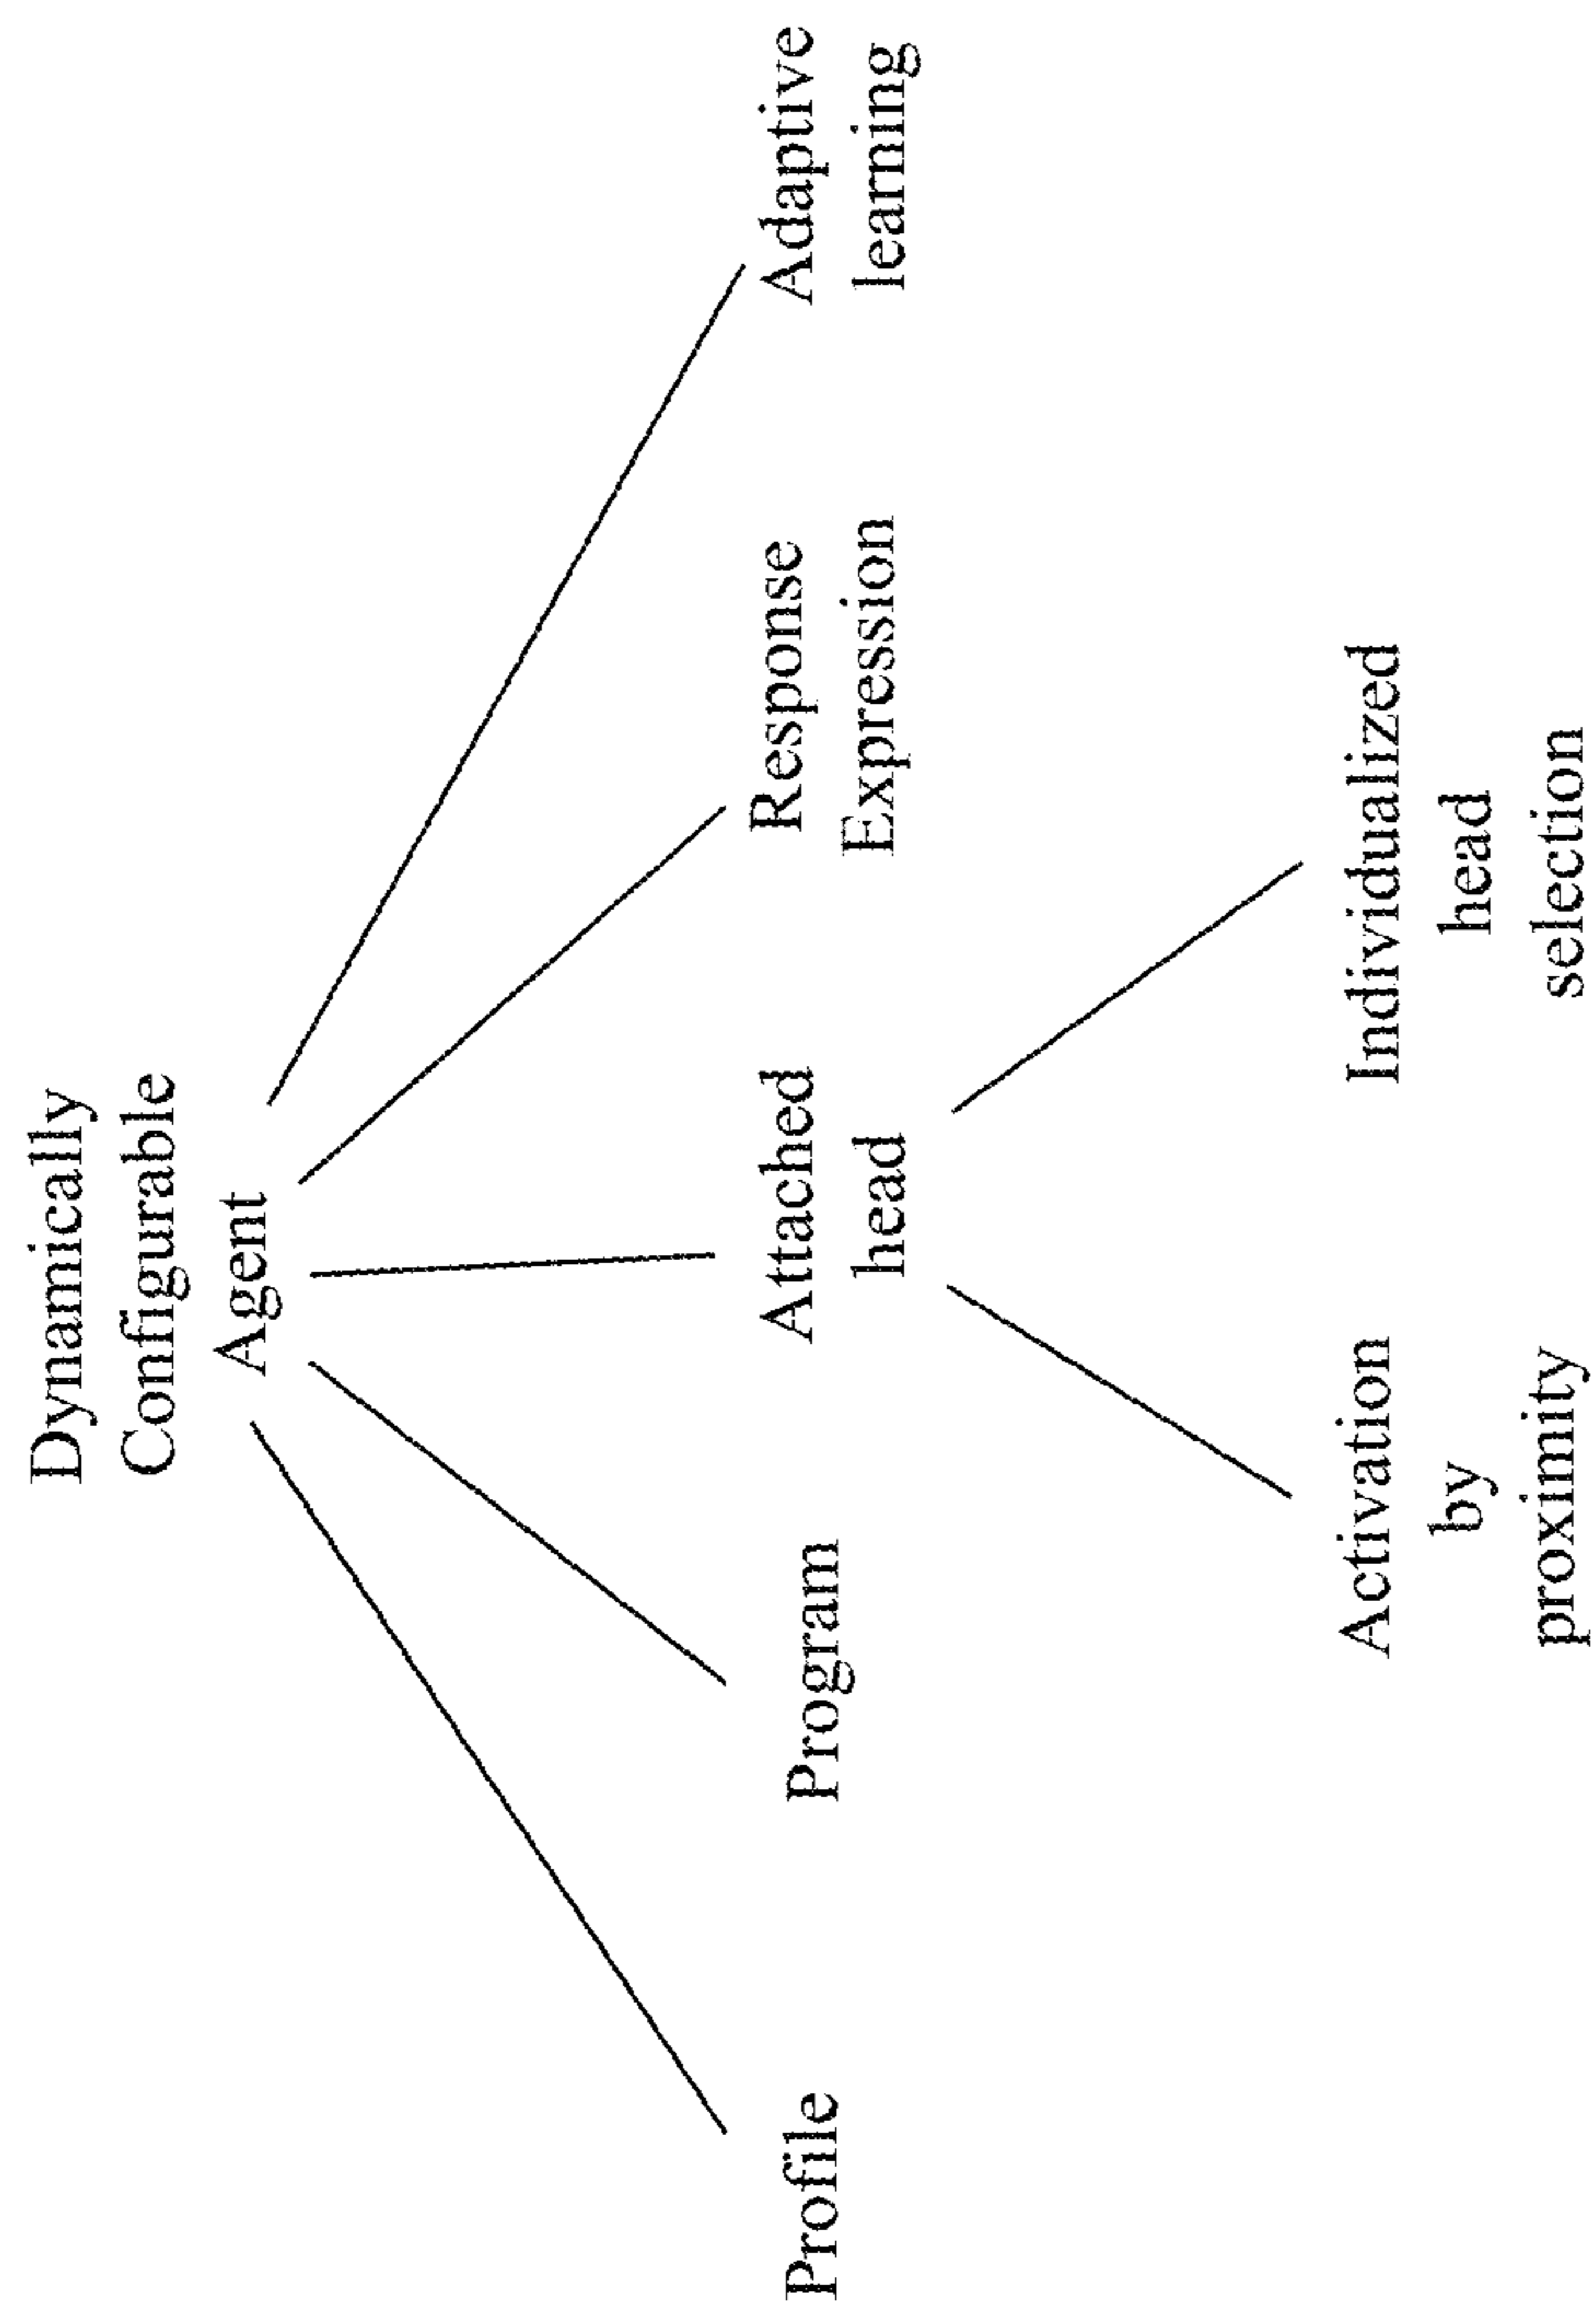 Dynamically
Configurable
Agent
Profile
Program
Attached
head
Response
Expression
Adaptive
learning
Activation
by
proximity
Individualized
head
selection